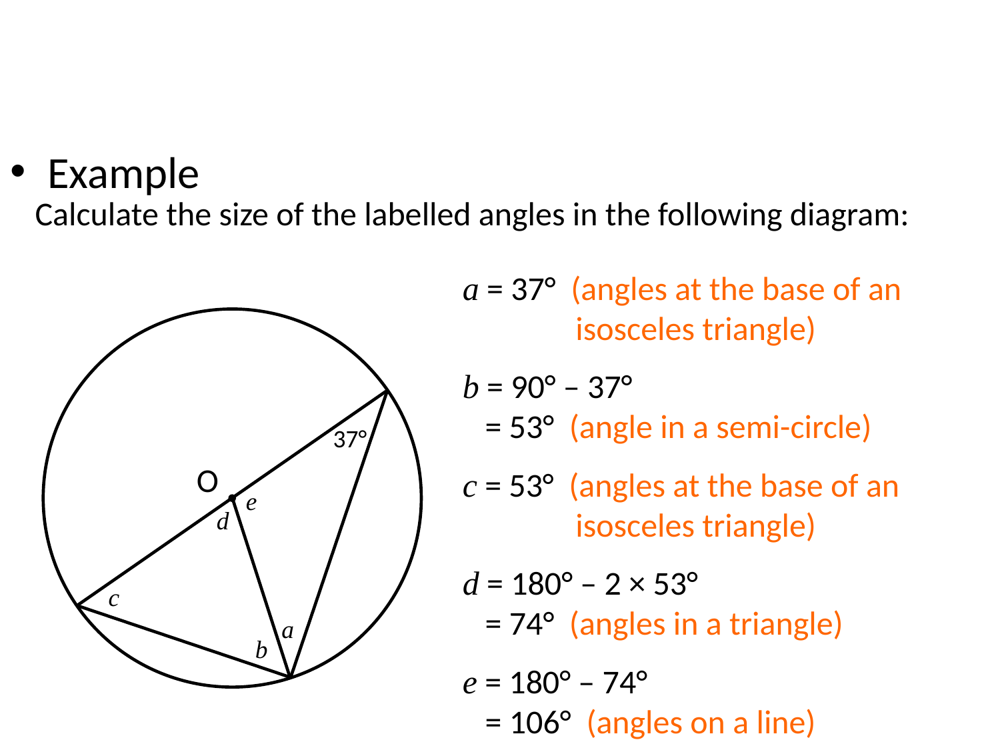 • Example
Calculate the size of the labelled angles in the following diagram:
a = 37° (angles at the base of an
isosceles triangle)
b = 90° – 37°
= 53° (angle in a semi-circle)
c = 53° (angles at the base of an
isosceles triangle)
d = 180° – 2 × 53°
= 74° (angles in a triangle)
e = 180° – 74°
= 106° (angles on a line)
37°
O
e
d
c
a
b